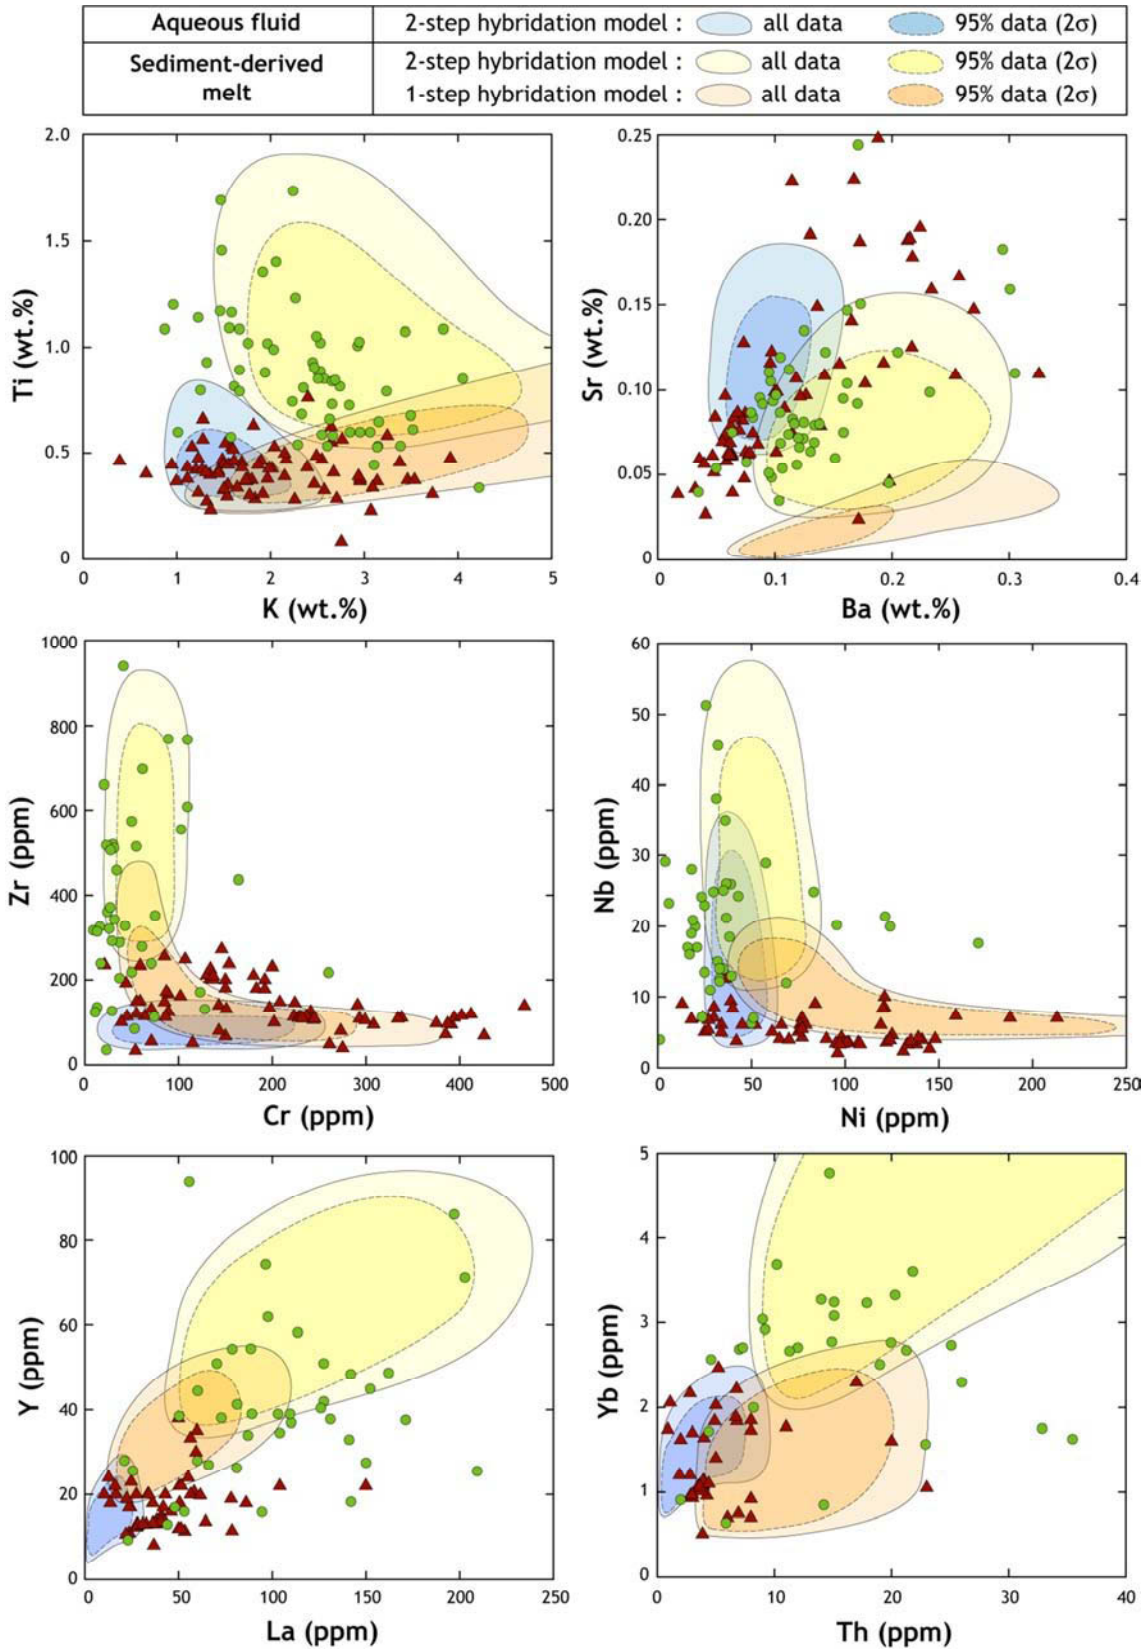 Aqueous fluid 2-step hybridation model : all data 95% data (2σ)
Sediment-derived melt 2-step hybridation model : all data 95% data (2σ)
1-step hybridation model : all data 95% data (2σ)
2.0
1.5
1.0
0.5
0
Ti (wt.%)
0 1 2 3 4 5
K (wt.%)
0.25
0.20
0.15
0.10
0.05
0
Sr (wt.%)
0 0.1 0.2 0.3 0.4
Ba (wt.%)
1000
800
600
400
200
0
Zr (ppm)
0 100 200 300 400 500
Cr (ppm)
60
50
40
30
20
10
0
Nb (ppm)
0 50 100 150 200 250
Ni (ppm)
100
80
60
40
20
0
Y (ppm)
0 50 100 150 200 250
La (ppm)
5
4
3
2
1
0
Yb (ppm)
0 10 20 30 40
Th (ppm)